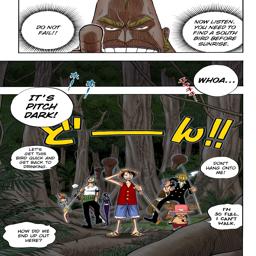 DO NOT
FAIL!!
NOW LISTEN.
YOU NEED TO
FIND A SOUTH
BIRD BEFORE
SUNRISE.
WHOA...
IT'S
PITCH
DARK!
どーーん!!
LET'S
GET THIS
BIRD QUICK AND
GET BACK TO
DRINKING.
DON'T
HANG ONTO
ME!
I'M
SO FULL,
I CAN'T
WALK.
HOW DID WE
END UP OUT
HERE?